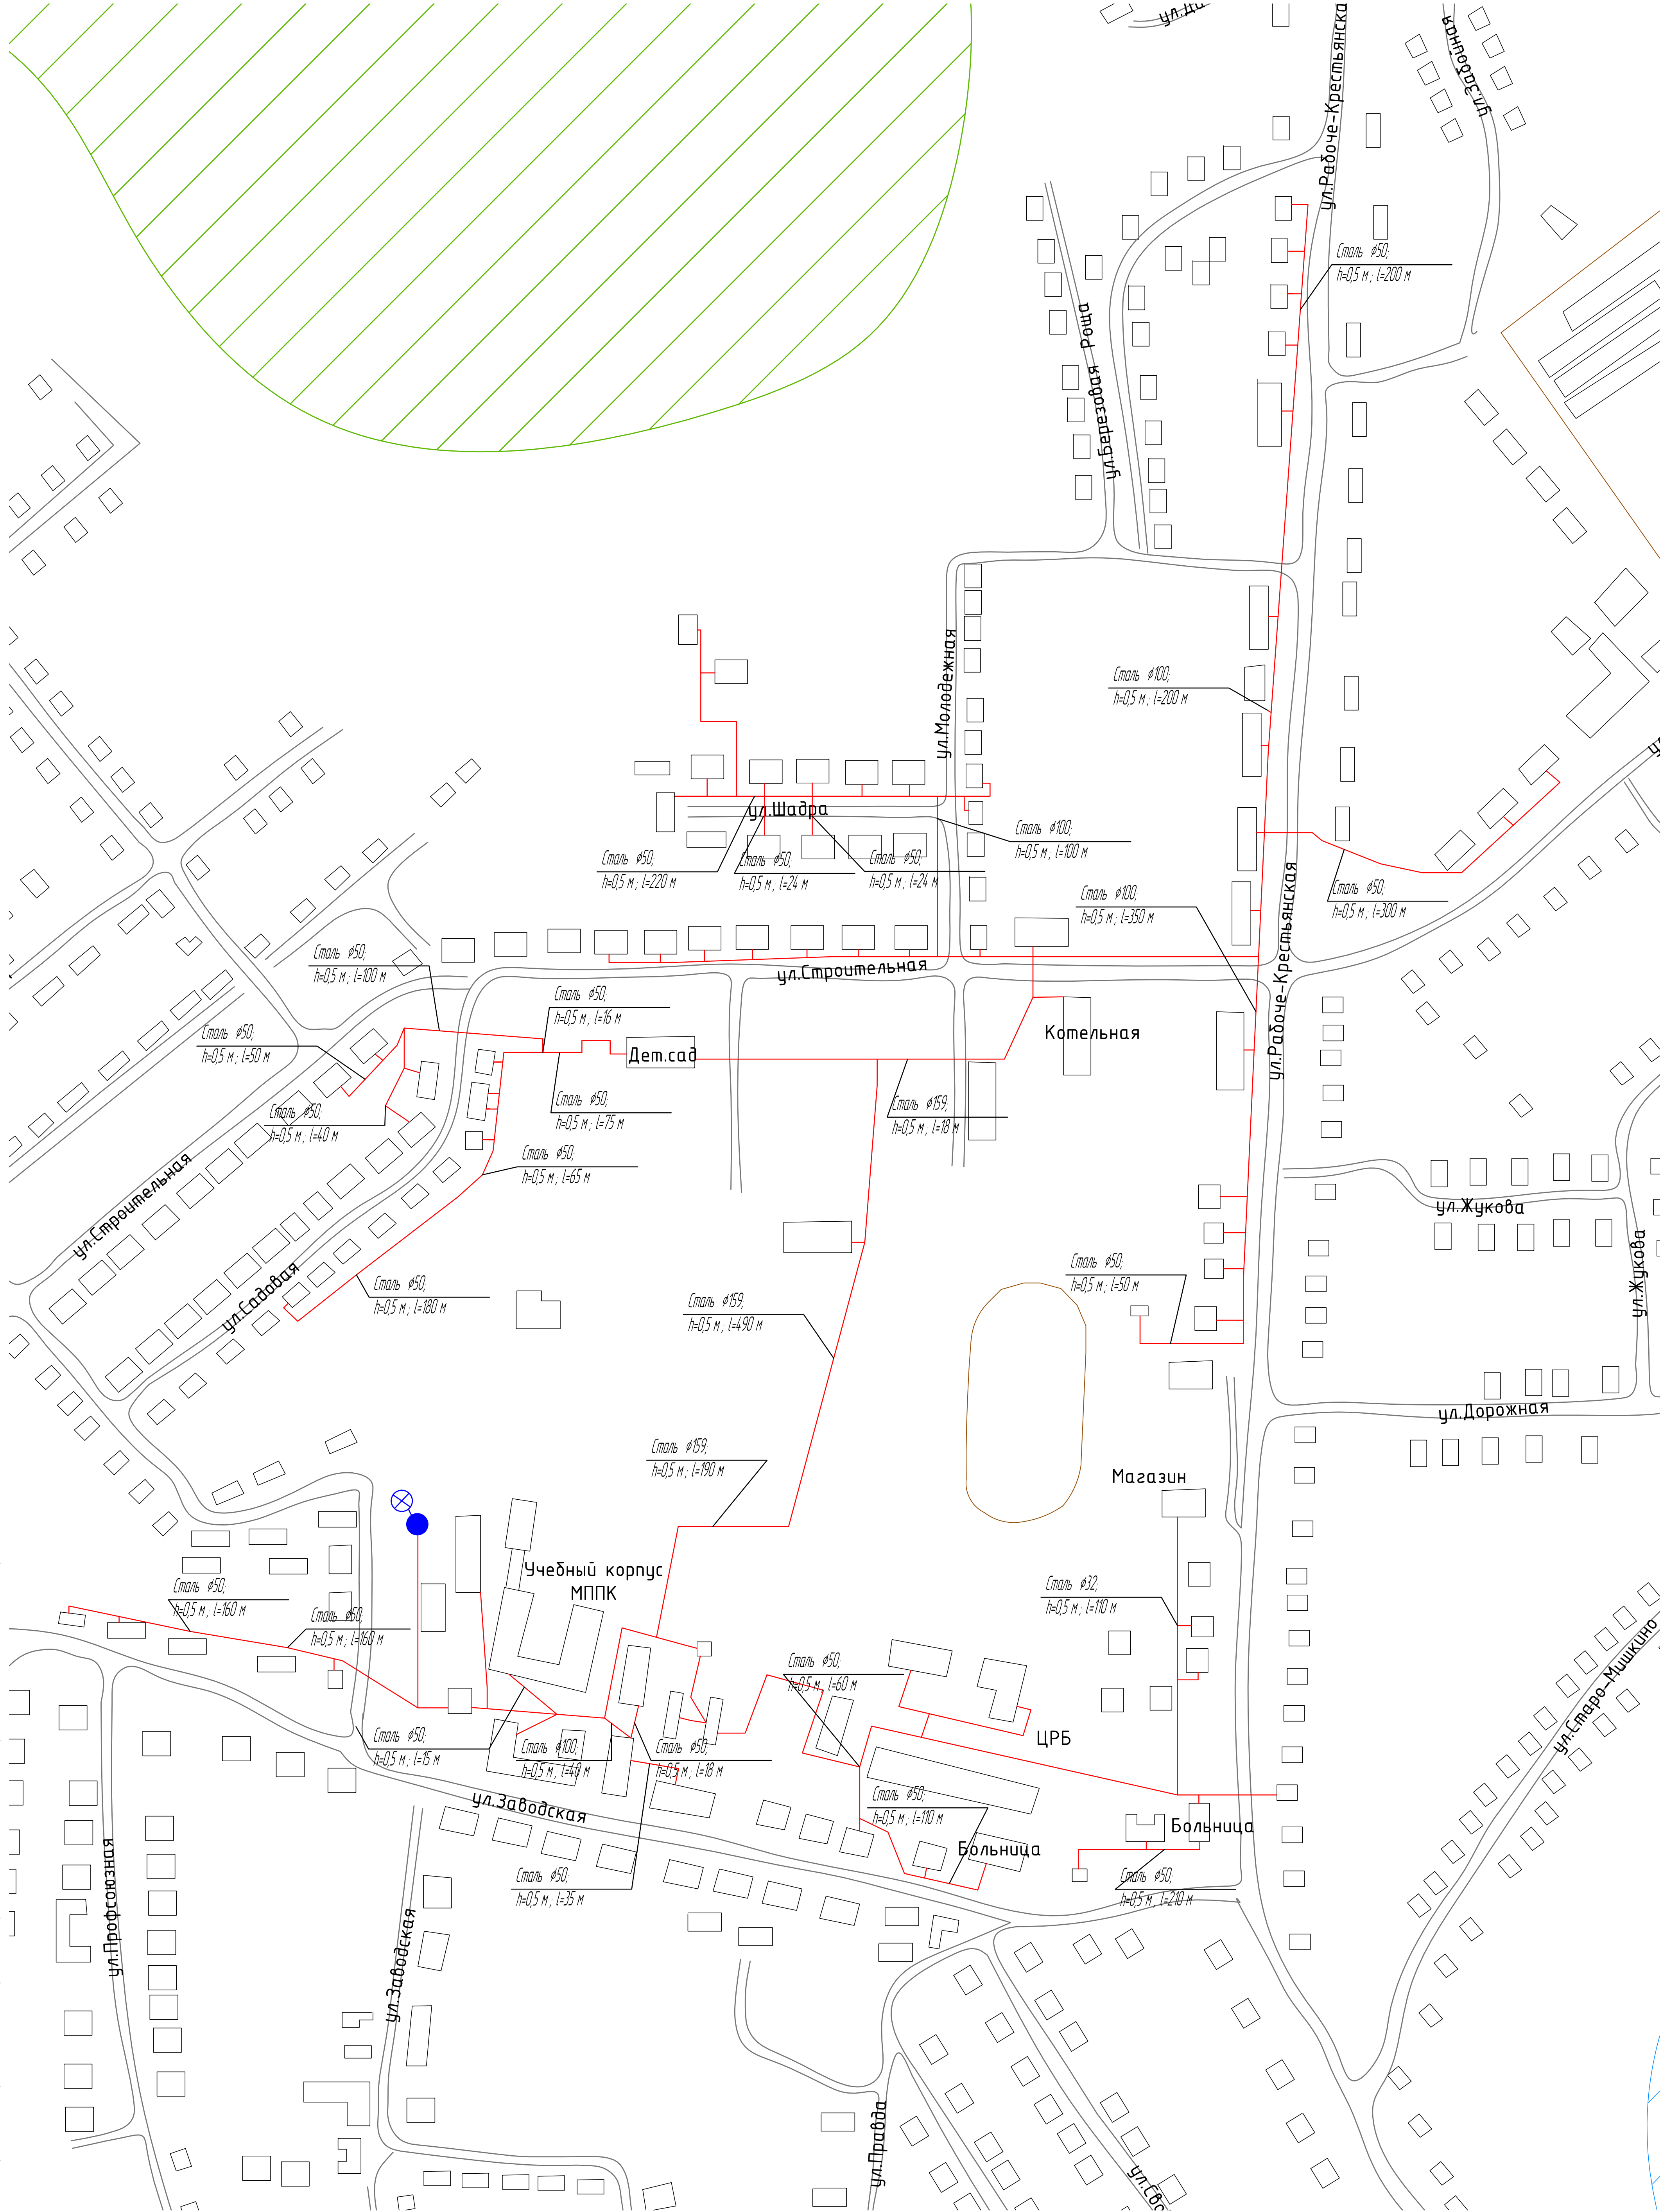 ул.Рабоче-Крестьянска
ул.Забойная
Сталь ⌀50;
h=0,5 м ; l=200 м
ул.Березовая Роща
ул.Молодежная
Сталь ⌀100;
h=0,5 м ; l=200 м
ул.Шадра
Сталь ⌀50;
h=0,5 м ; l=220 м
Сталь ⌀50;
h=0,5 м ; l=24 м
Сталь ⌀50;
h=0,5 м ; l=24 м
Сталь ⌀100;
h=0,5 м ; l=100 м
Сталь ⌀100;
h=0,5 м ; l=350 м
Сталь ⌀50;
h=0,5 м ; l=300 м
ул.Рабоче-Крестьянская
Сталь ⌀50;
h=0,5 м ; l=100 м
ул.Строительная
Сталь ⌀50;
h=0,5 м ; l=16 м
Сталь ⌀50;
h=0,5 м ; l=50 м
Дет.сад
Котельная
Сталь ⌀50;
h=0,5 м ; l=40 м
Сталь ⌀50;
h=0,5 м ; l=75 м
Сталь ⌀159;
h=0,5 м ; l=18 м
Сталь ⌀50;
h=0,5 м ; l=65 м
ул.Строительная
ул.Жукова
ул.Жукова
ул.Садовая
Сталь ⌀50;
h=0,5 м ; l=180 м
Сталь ⌀50;
h=0,5 м ; l=50 м
Сталь ⌀159;
h=0,5 м ; l=490 м
ул.Дорожная
Сталь ⌀159;
h=0,5 м ; l=190 м
Магазин
Учебный корпус
МППК
Сталь ⌀50;
h=0,5 м ; l=160 м
Сталь ⌀50;
h=0,5 м ; l=160 м
Сталь ⌀32;
h=0,5 м ; l=110 м
Сталь ⌀50;
h=0,5 м ; l=60 м
ул.Старо-Мишкино
ЦРБ
Сталь ⌀50;
h=0,5 м ; l=15 м
Сталь ⌀100;
h=0,5 м ; l=40 м
Сталь ⌀50;
h=0,5 м ; l=18 м
ул.Заводская
Сталь ⌀50;
h=0,5 м ; l=110 м
Больница
Больница
Сталь ⌀50;
h=0,5 м ; l=35 м
Сталь ⌀50;
h=0,5 м ; l=210 м
ул.Профсоюзная
ул.Заводская
ул.Правда
ул.Сво